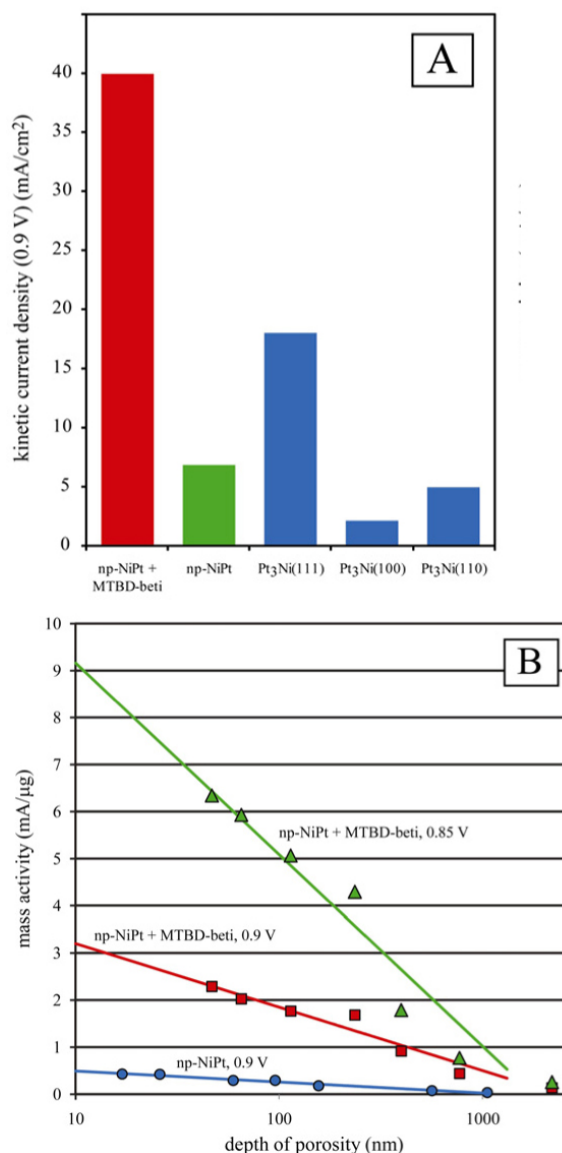 A
kinetic current density (0.9 V) (mA/cm²)
40
35
30
25
20
15
10
5
0
np-NiPt +
MTBD-beti
np-NiPt
Pt₃Ni(111)
Pt₃Ni(100)
Pt₃Ni(110)
B
mass activity (mA/μg)
10
9
8
7
6
5
4
3
2
1
0
np-NiPt + MTBD-beti, 0.85 V
np-NiPt + MTBD-beti, 0.9 V
np-NiPt, 0.9 V
10
100
1000
depth of porosity (nm)